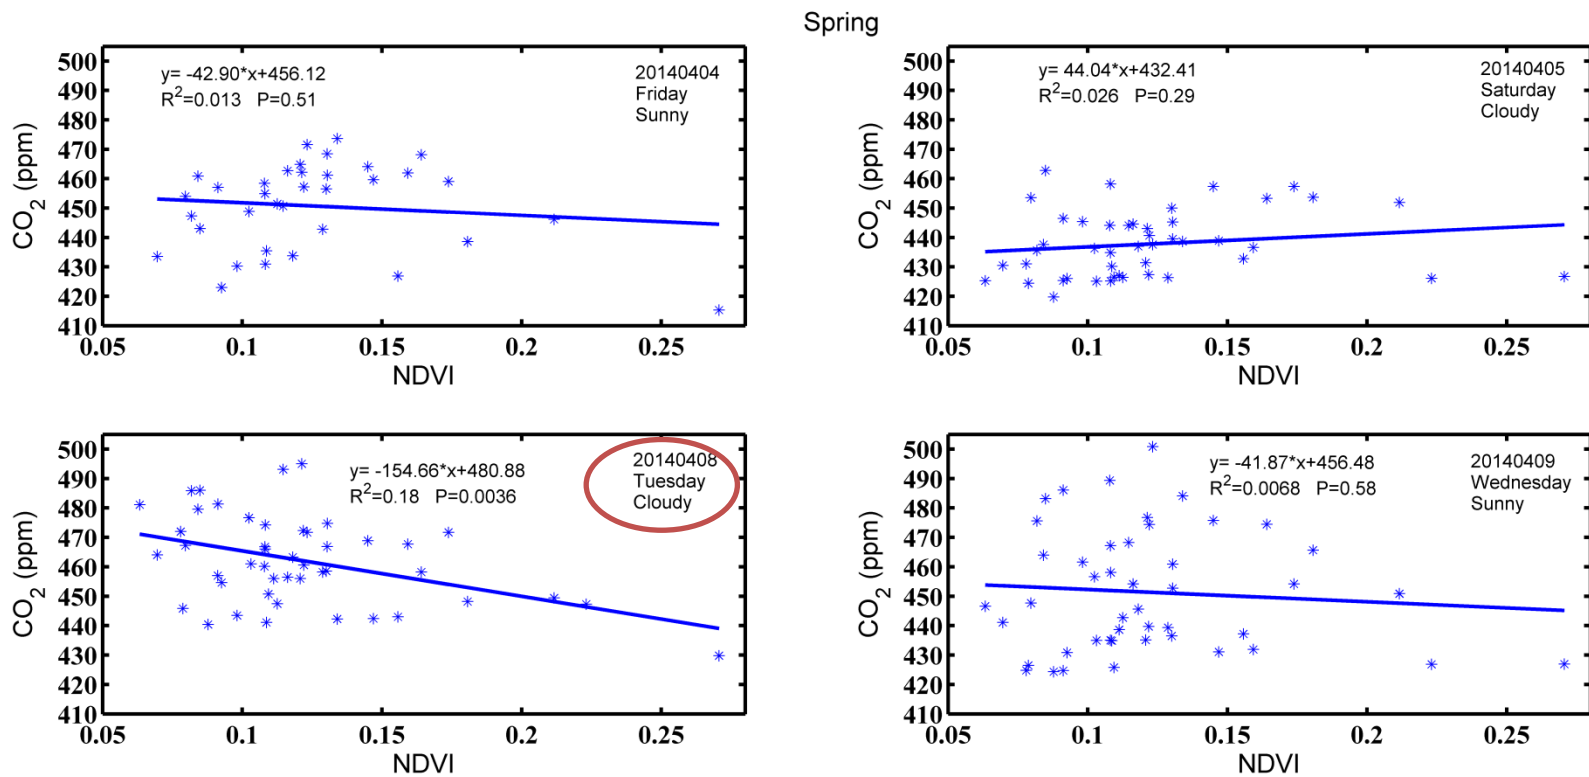 Spring
y= -42.90*x+456.12
R²=0.013 P=0.51
20140404
Friday
Sunny
500
490
480
470
460
450
440
430
420
410
CO₂ (ppm)
0.05 0.1 0.15 0.2 0.25
NDVI
y= 44.04*x+432.41
R²=0.026 P=0.29
20140405
Saturday
Cloudy
500
490
480
470
460
450
440
430
420
410
CO₂ (ppm)
0.05 0.1 0.15 0.2 0.25
NDVI
y= -154.66*x+480.88
R²=0.18 P=0.0036
20140408
Tuesday
Cloudy
500
490
480
470
460
450
440
430
420
410
CO₂ (ppm)
0.05 0.1 0.15 0.2 0.25
NDVI
y= -41.87*x+456.48
R²=0.0068 P=0.58
20140409
Wednesday
Sunny
500
490
480
470
460
450
440
430
420
410
CO₂ (ppm)
0.05 0.1 0.15 0.2 0.25
NDVI